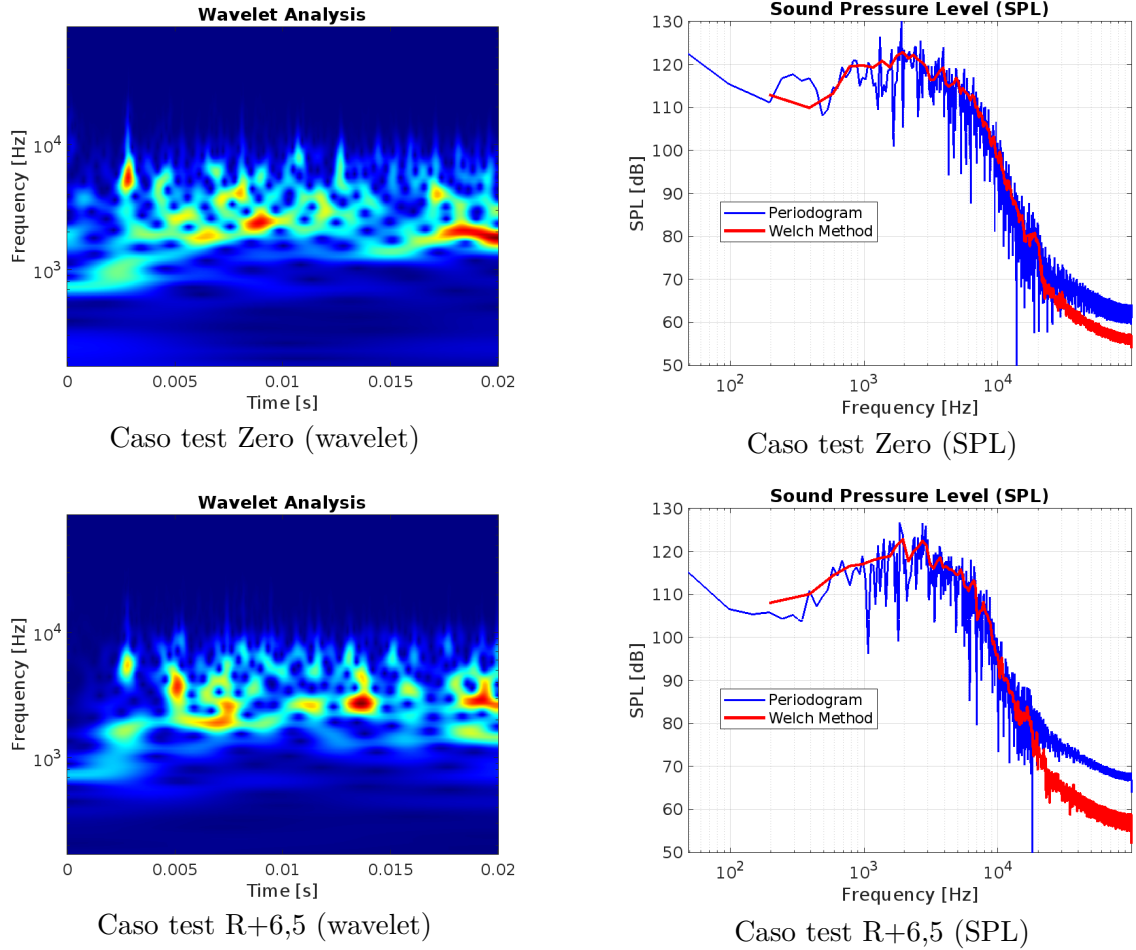 Wavelet Analysis
Frequency [Hz]
10^4
10^3
0 0.005 0.01 0.015 0.02
Time [s]
Caso test Zero (wavelet)
Sound Pressure Level (SPL)
SPL [dB]
130
120
110
100
90
80
70
60
50
Periodogram
Welch Method
10^2 10^3 10^4
Frequency [Hz]
Caso test Zero (SPL)
Wavelet Analysis
Frequency [Hz]
10^4
10^3
0 0.005 0.01 0.015 0.02
Time [s]
Caso test R+6,5 (wavelet)
Sound Pressure Level (SPL)
SPL [dB]
130
120
110
100
90
80
70
60
50
Periodogram
Welch Method
10^2 10^3 10^4
Frequency [Hz]
Caso test R+6,5 (SPL)